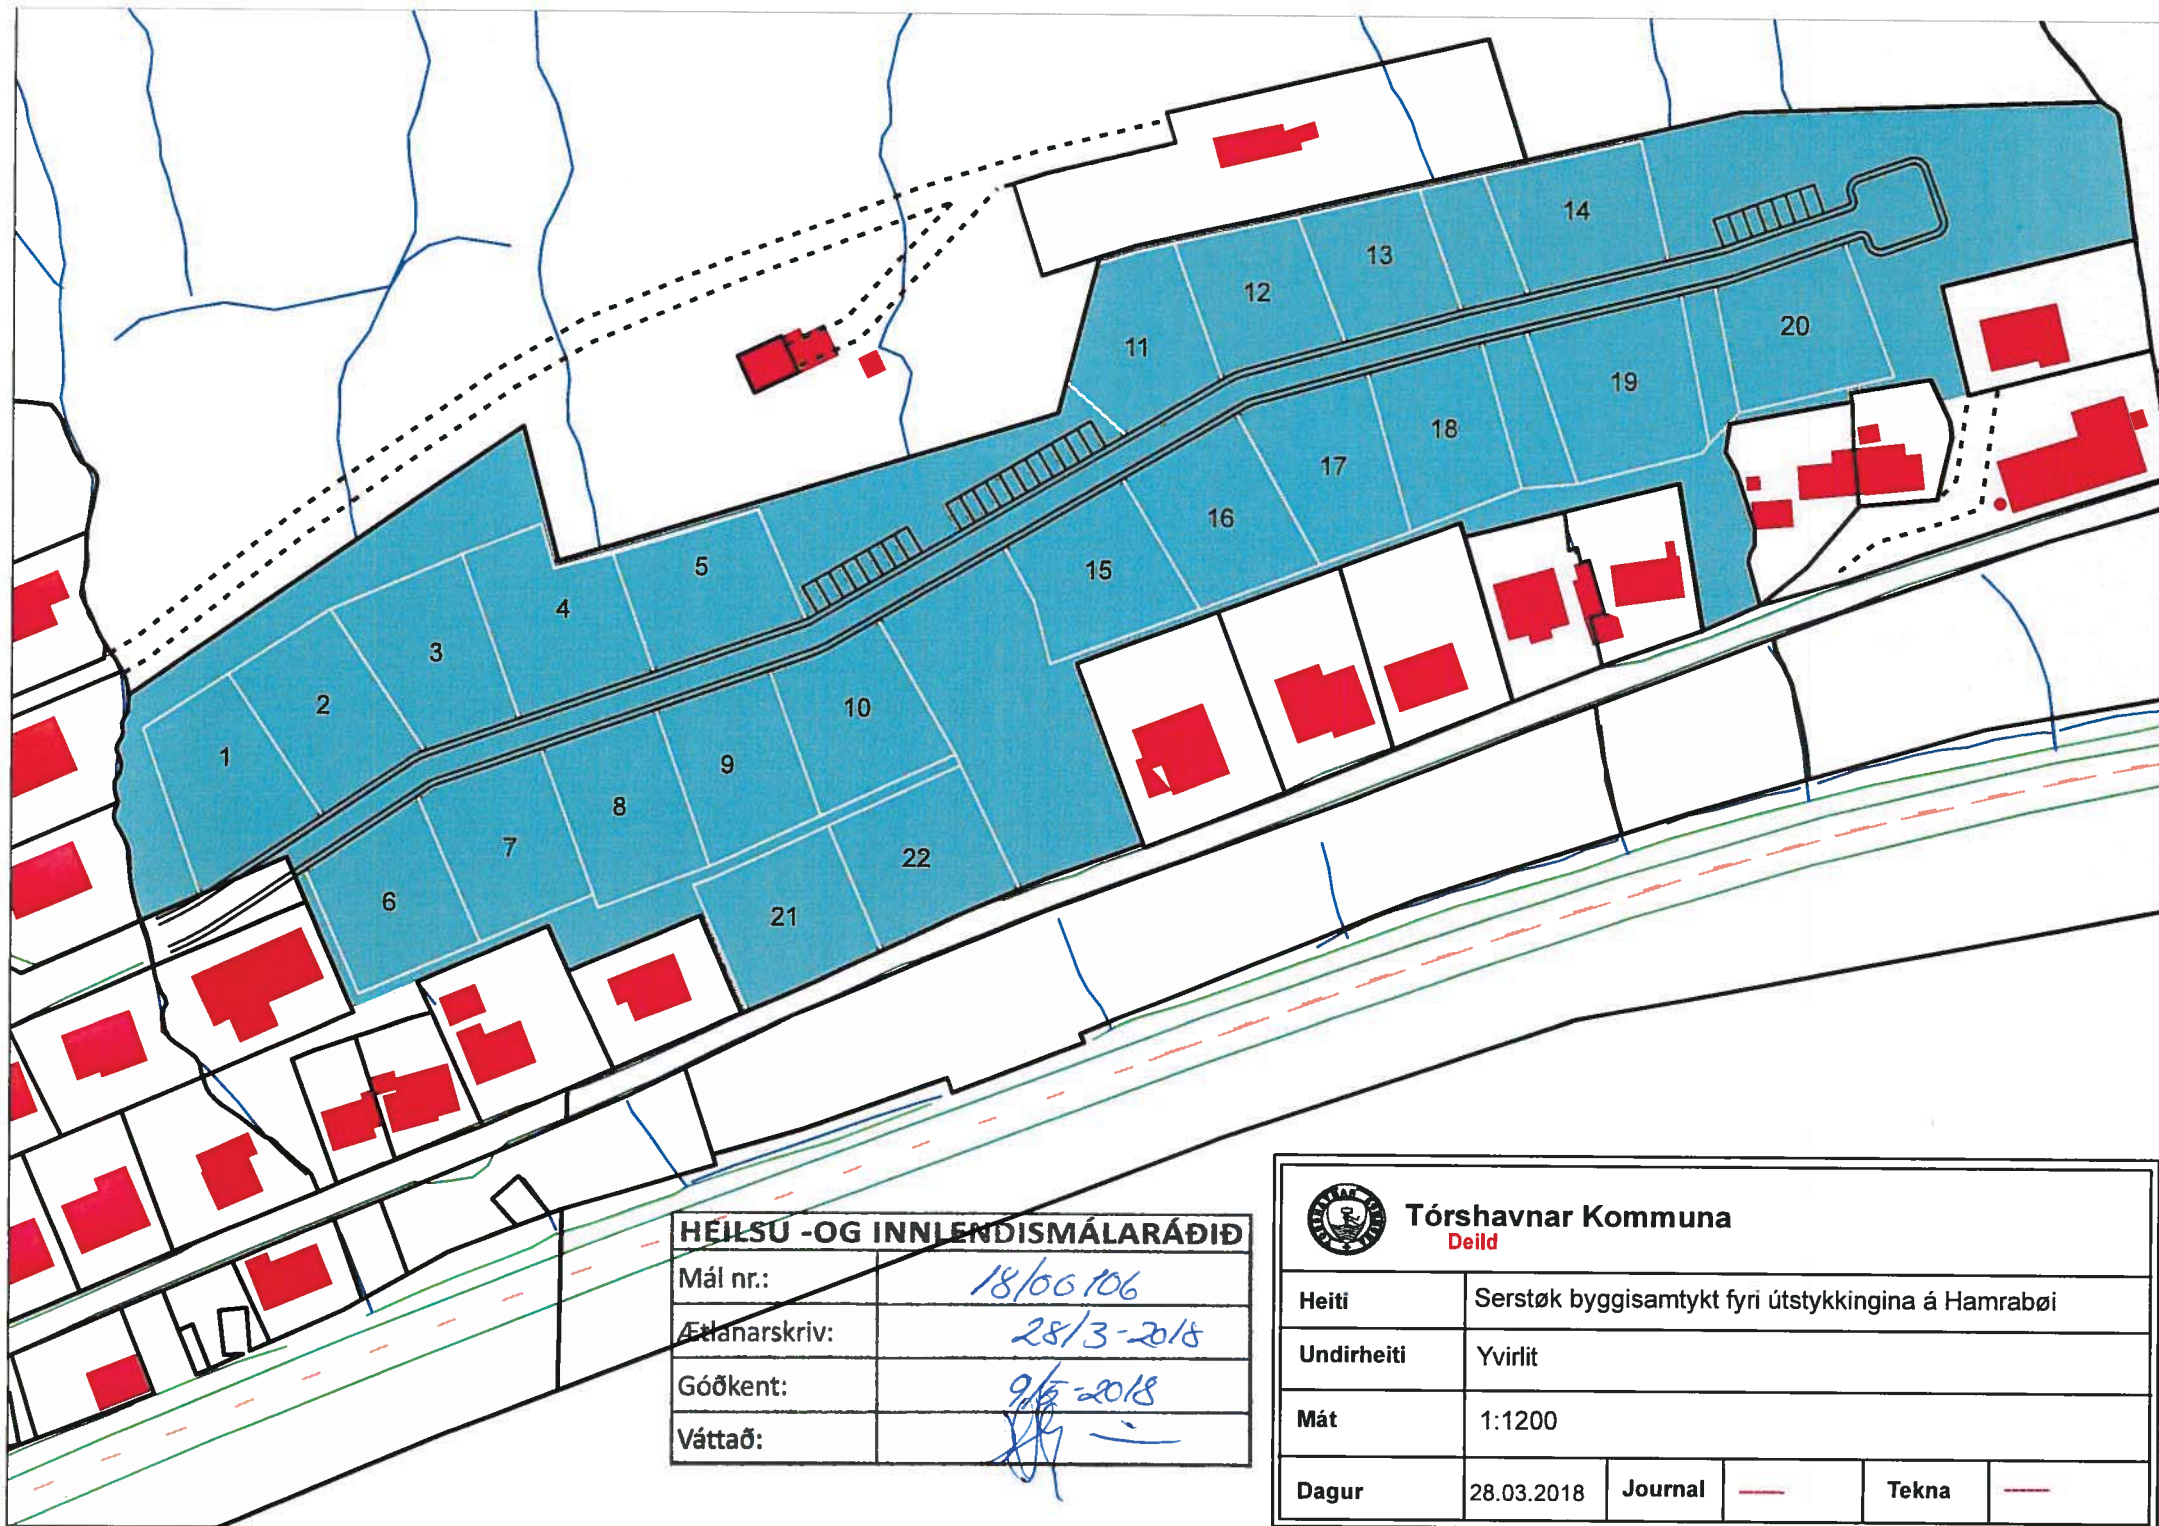 14
13
12
20
11
19
18
17
16
5
15
4
3
2
10
1
9
8
7
22
6
21
HEILSU -OG INNLENDISMÁLARÁÐIÐ
Mál nr.: 18/00106
Ætlanarskriv: 28/3-2018
Góðkent: 9/5-2018
Váttað:
Tórshavnar Kommuna
Deild
Heiti Serstøk byggisamtykt fyri útstykkingina á Hamrabøi
Undirheiti Yvirlit
Mát 1:1200
Dagur 28.03.2018 Journal Tekna